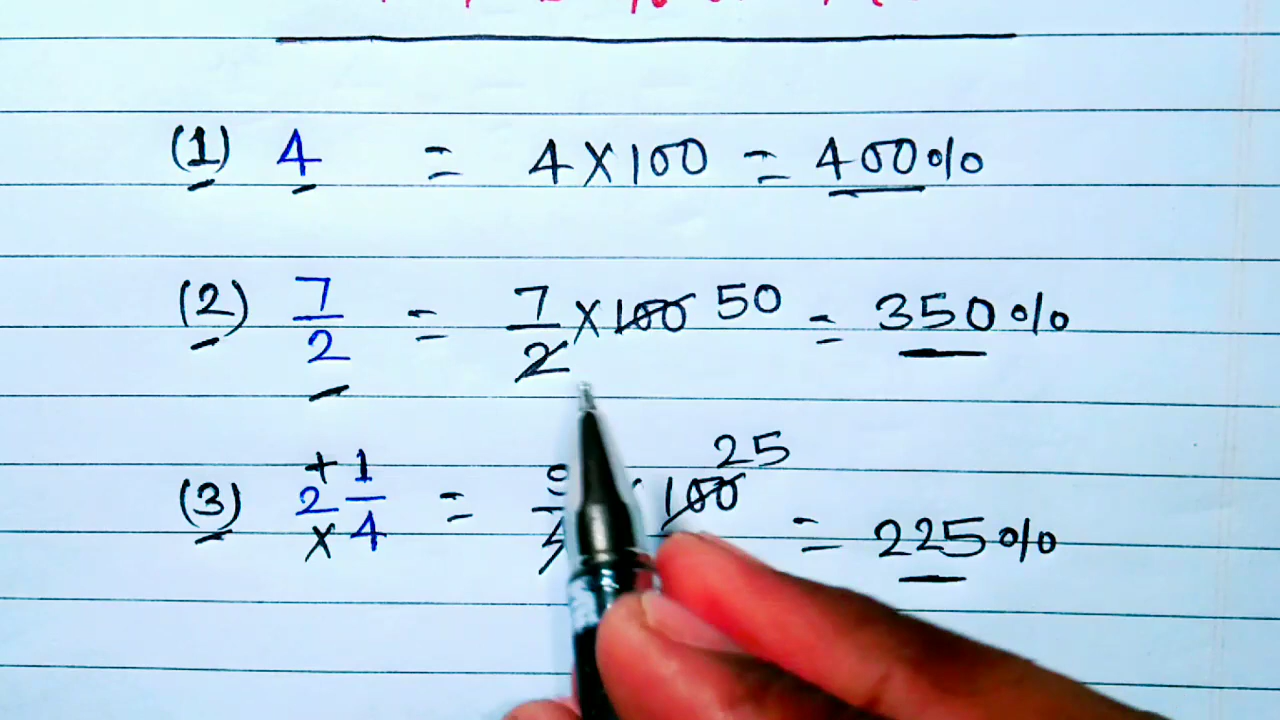 (1) 4 = 4 × 100 = 400%
(2) 7/2 = 7/2 × 100 50 = 350%
(3) 2 + 1/4 × = 100 25 = 225%